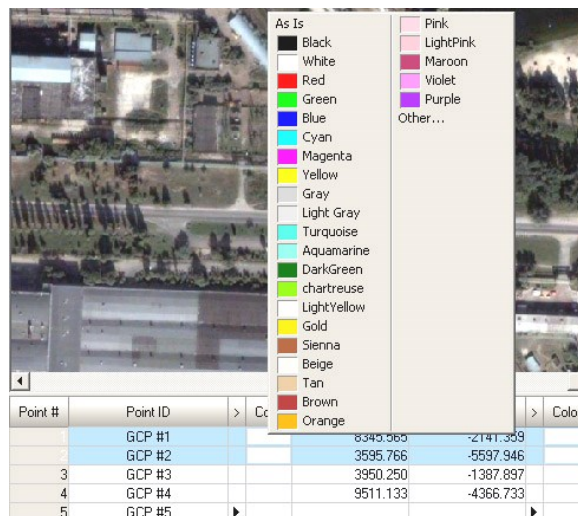 As Is
Black
White
Red
Green
Blue
Cyan
Magenta
Yellow
Gray
Light Gray
Turquoise
Aquamarine
DarkGreen
chartreuse
LightYellow
Gold
Sienna
Beige
Tan
Brown
Orange
Pink
LightPink
Maroon
Violet
Purple
Other...
Point # Point ID > Co > Colo
1 GCP #1 8345.565 -2141.359
2 GCP #2 3595.766 -5597.946
3 GCP #3 3950.250 -1387.897
4 GCP #4 9511.133 -4366.733
5 GCP #5